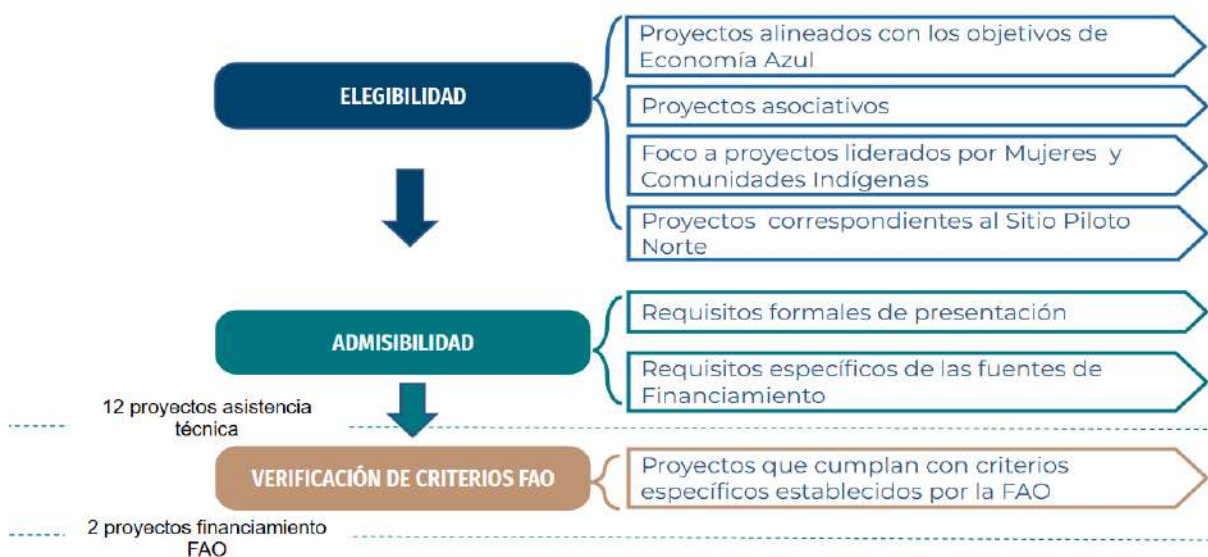 ELEGIBILIDAD
Proyectos alineados con los objetivos de
Economía Azul
Proyectos asociativos
Foco a proyectos liderados por Mujeres y
Comunidades Indígenas
Proyectos correspondientes al Sitio Piloto
Norte
ADMISIBILIDAD
Requisitos formales de presentación
Requisitos específicos de las fuentes de
Financiamiento
12 proyectos asistencia
técnica
VERIFICACIÓN DE CRITERIOS FAO
Proyectos que cumplan con criterios
específicos establecidos por la FAO
2 proyectos financiamiento
FAO